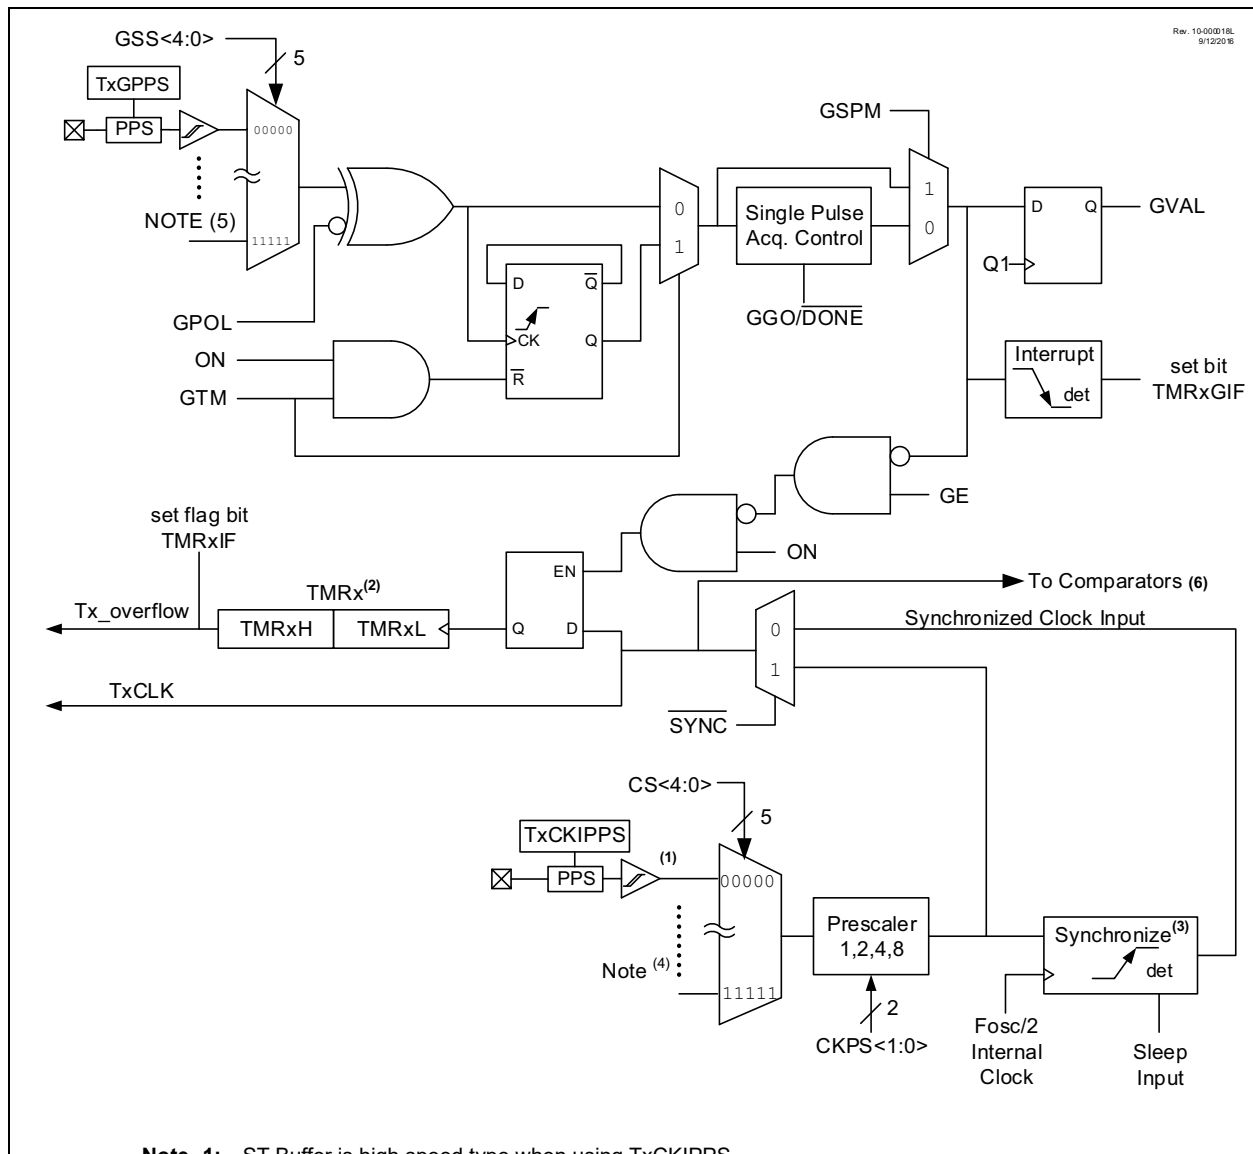 Rev. 10-000018L
9/12/2016
GSS<4:0>
5
TxGPPS
PPS
00000
NOTE (5)
11111
GPOL
ON
GTM
D
Q
CK
Q
R
0
1
Single Pulse
Acq. Control
GGO/DONE
GSPM
1
0
D
Q
Q1
GVAL
Interrupt
det
set bit
TMRxGIF
GE
ON
set flag bit
TMRxIF
Tx_overflow
TMRx(2)
TMRxH
TMRxL
EN
Q
D
TxCLK
To Comparators (6)
0
1
Synchronized Clock Input
SYNC
CS<4:0>
5
TxCKIPPS
PPS
(1)
00000
Note (4)
11111
Prescaler
1,2,4,8
2
CKPS<1:0>
Synchronize(3)
det
Fosc/2
Internal
Clock
Sleep
Input
Note 1: ST Buffer is high speed type when using TxCKIPPS